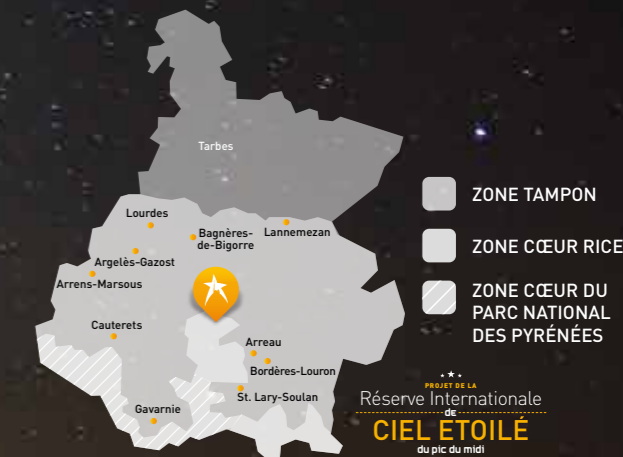 Tarbes
Lourdes
Bagnères-
de-Bigorre
Lannemezan
Argelès-Gazost
Arrens-Marsous
Cauterets
Arreau
Bordères-Louron
St. Lary-Soulan
Gavarnie
ZONE TAMPON
ZONE CŒUR RICE
ZONE CŒUR DU
PARC NATIONAL
DES PYRÉNÉES
PROJET DE LA
Réserve Internationale
DE
CIEL ETOILÉ
du pic du midi